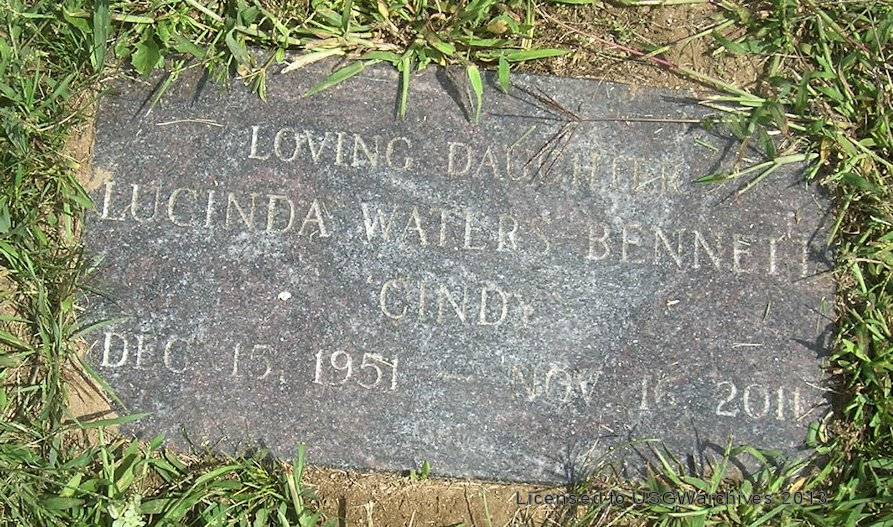 LOVING DAUGHTER
LUCINDA WATERS-BENNETT
"CINDY"
DEC. 15, 1951 — NOV. 16, 2011
Licensed to USGWarchives 2013